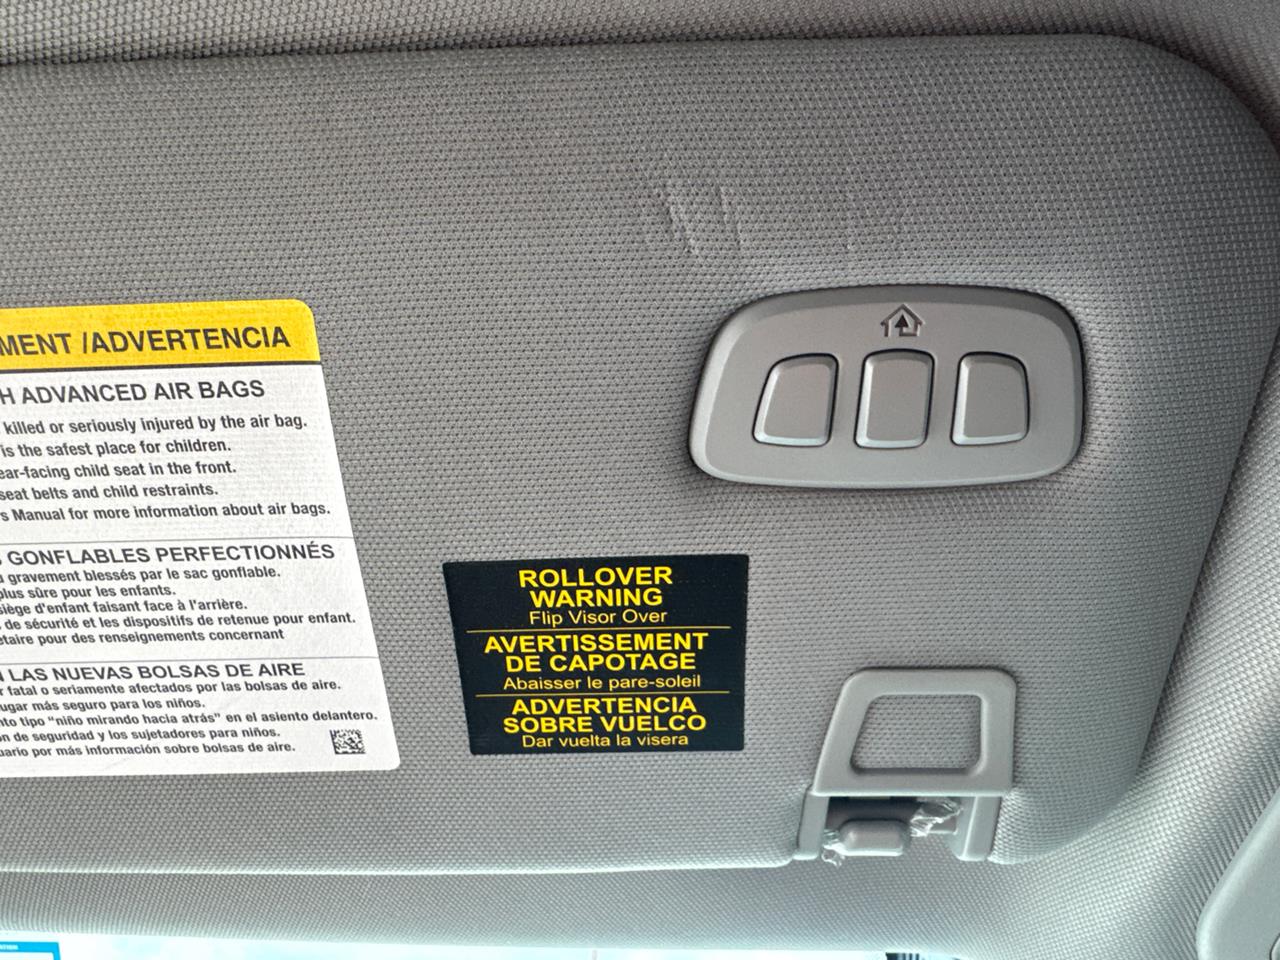 MENT /ADVERTENCIA
H ADVANCED AIR BAGS
killed or seriously injured by the air bag.
is the safest place for children.
ear-facing child seat in the front.
seat belts and child restraints.
s Manual for more information about air bags.
GONFLABLES PERFECTIONNÉS
gravement blessés par le sac gonflable.
plus sûre pour les enfants.
siège d'enfant faisant face à l'arrière.
de sécurité et les dispositifs de retenue pour enfant.
étaire pour des renseignements concernant
LAS NUEVAS BOLSAS DE AIRE
r fatal o seriamente afectados por las bolsas de aire.
ugar más seguro para los niños.
nto tipo “niño mirando hacia atrás” en el asiento delantero.
ón de seguridad y los sujetadores para niños.
uario por más información sobre bolsas de aire.
ROLLOVER
WARNING
Flip Visor Over
AVERTISSEMENT
DE CAPOTAGE
Abaisser le pare-soleil
ADVERTENCIA
SOBRE VUELCO
Dar vuelta la visera